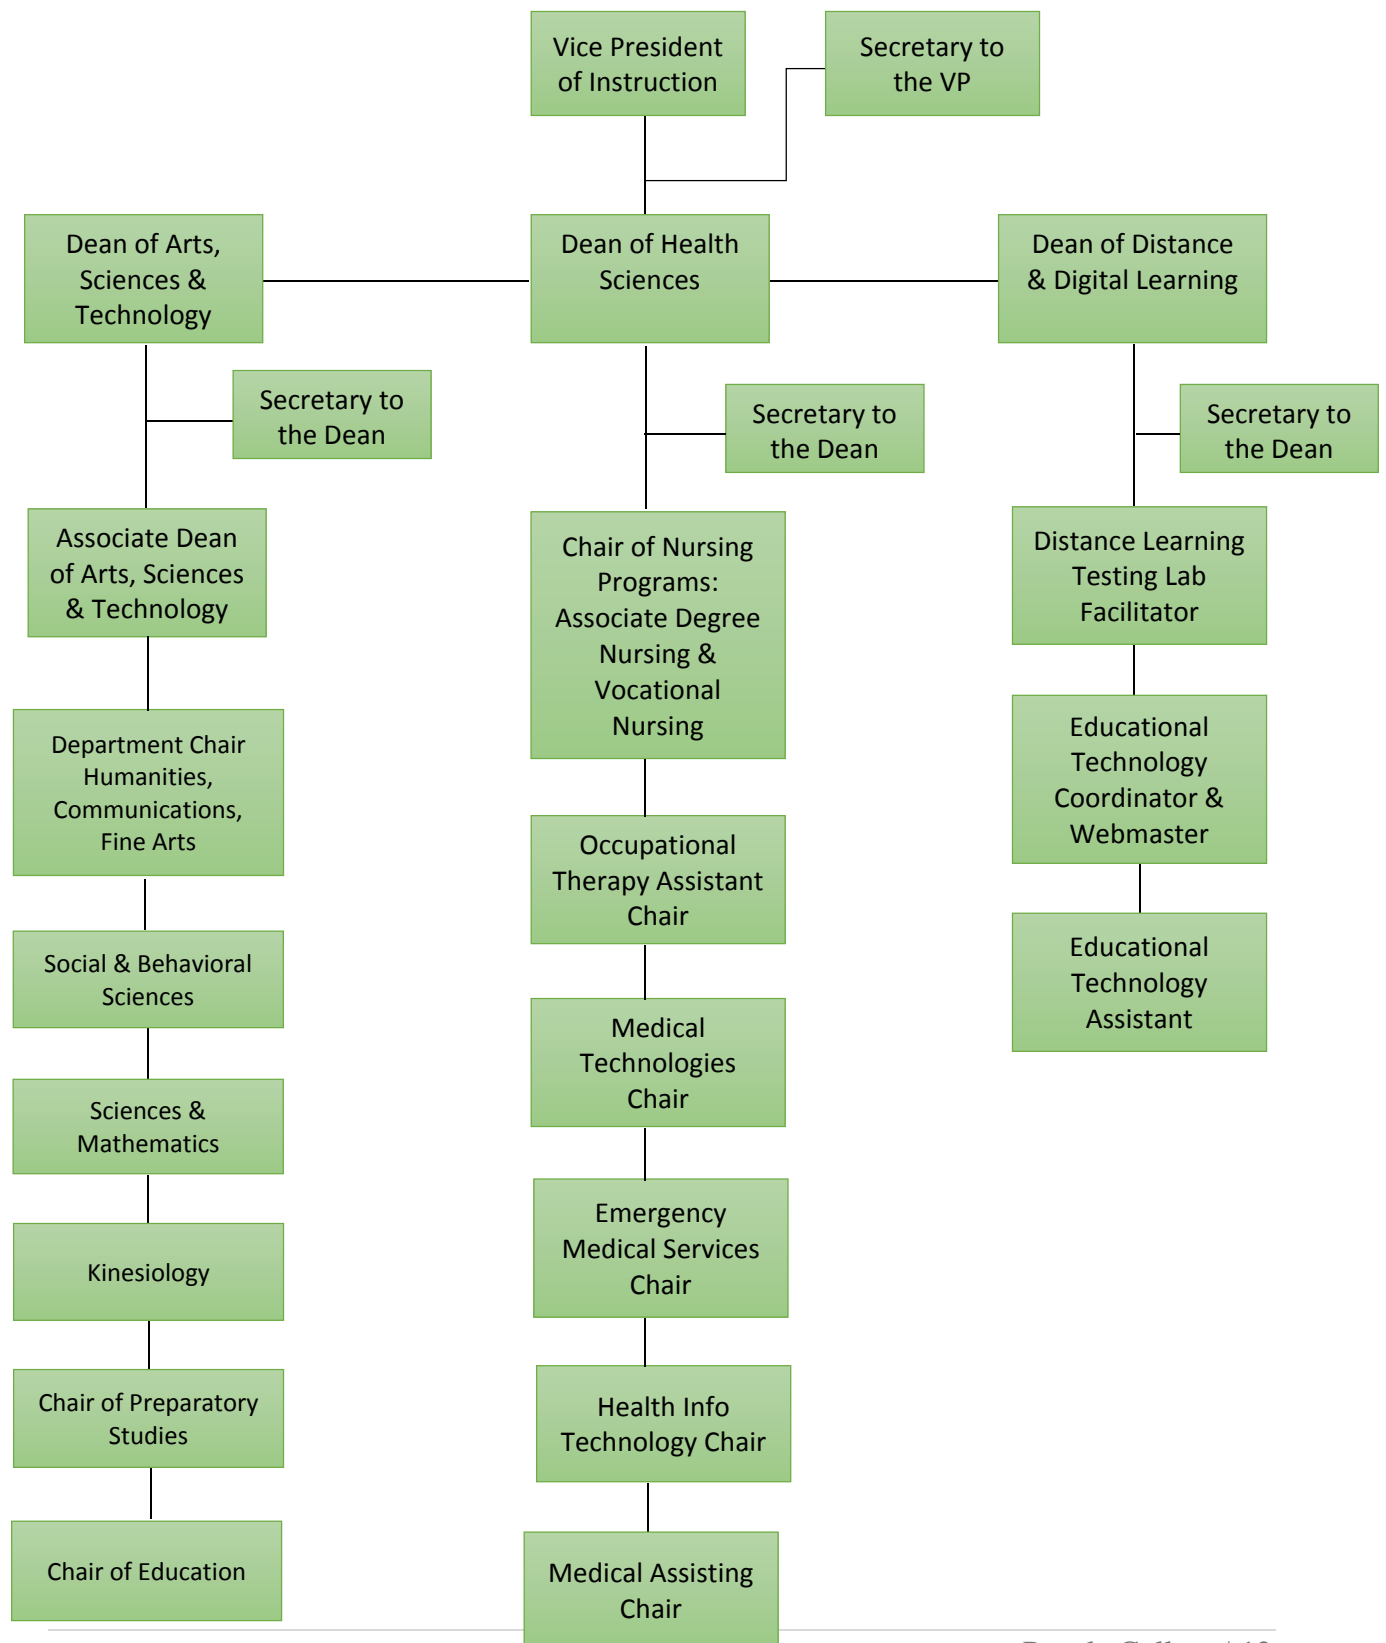 Vice President
of Instruction
Secretary to
the VP
Dean of Arts,
Sciences &
Technology
Dean of Health
Sciences
Dean of Distance
& Digital Learning
Secretary to
the Dean
Secretary to
the Dean
Secretary to
the Dean
Associate Dean
of Arts, Sciences
& Technology
Department Chair
Humanities,
Communications,
Fine Arts
Social & Behavioral
Sciences
Sciences &
Mathematics
Kinesiology
Chair of Preparatory
Studies
Chair of Education
Chair of Nursing
Programs:
Associate Degree
Nursing &
Vocational
Nursing
Occupational
Therapy Assistant
Chair
Medical
Technologies
Chair
Emergency
Medical Services
Chair
Health Info
Technology Chair
Medical Assisting
Chair
Distance Learning
Testing Lab
Facilitator
Educational
Technology
Coordinator &
Webmaster
Educational
Technology
Assistant